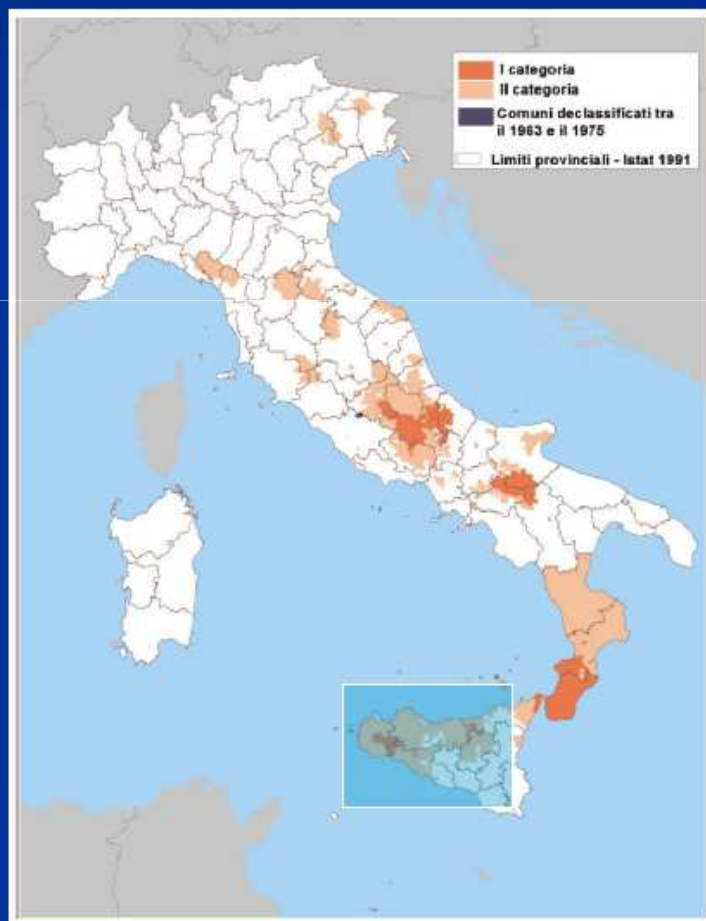 I categoria
II categoria
Comuni declassificati tra
il 1963 e il 1975
Limiti provinciali - Istat 1991